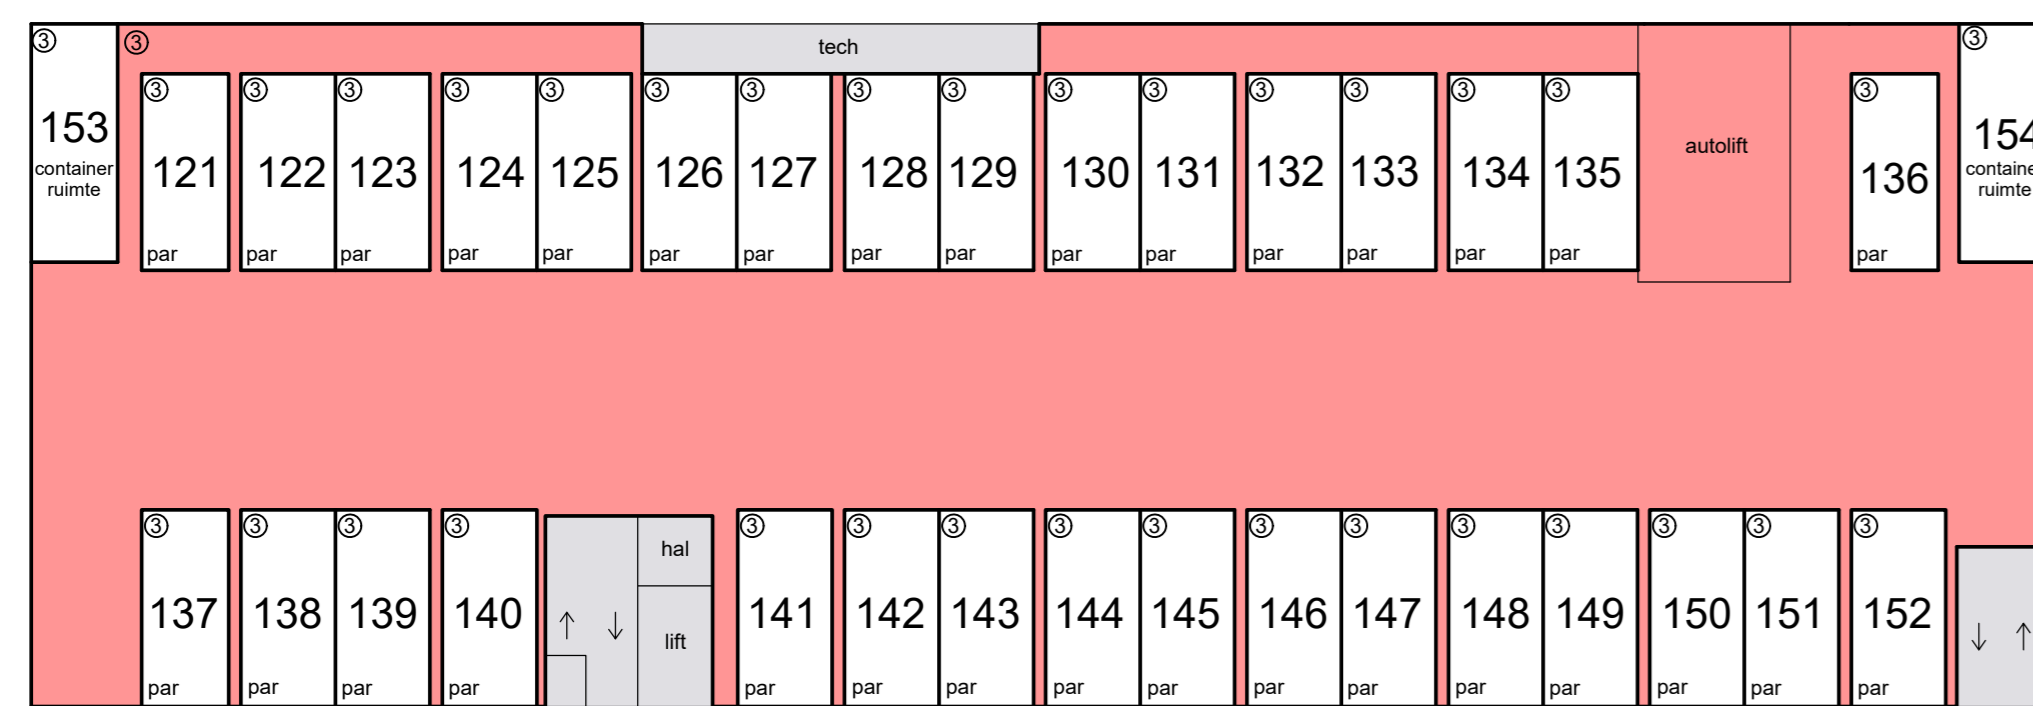 ③ ③ tech ③
③ ③ ③ ③ ③ ③ ③ ③ ③ ③ ③ ③ ③ ③ ③ ③
153 154
container autolift container
121 122 123 124 125 126 127 128 129 130 131 132 133 134 135 136
ruimte ruimte
par par par par par par par par par par par par par par par par
③ ③ ③ ③ ③ ③ ③ ③ ③ ③ ③ ③ ③ ③ ③ ③
hal
137 138 139 140 141 142 143 144 145 146 147 148 149 150 151 152
↑ ↓ lift ↓ ↑
par par par par par par par par par par par par par par par par